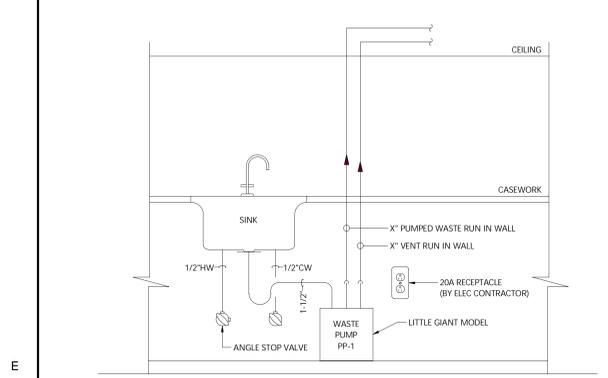 CEILING
CASEWORK
SINK
X" PUMPED WASTE RUN IN WALL
X" VENT RUN IN WALL
1/2"HW
1/2"CW
20A RECEPTACLE
(BY ELEC CONTRACTOR)
1-1/2"
WASTE
PUMP
PP-1
LITTLE GIANT MODEL
ANGLE STOP VALVE
E